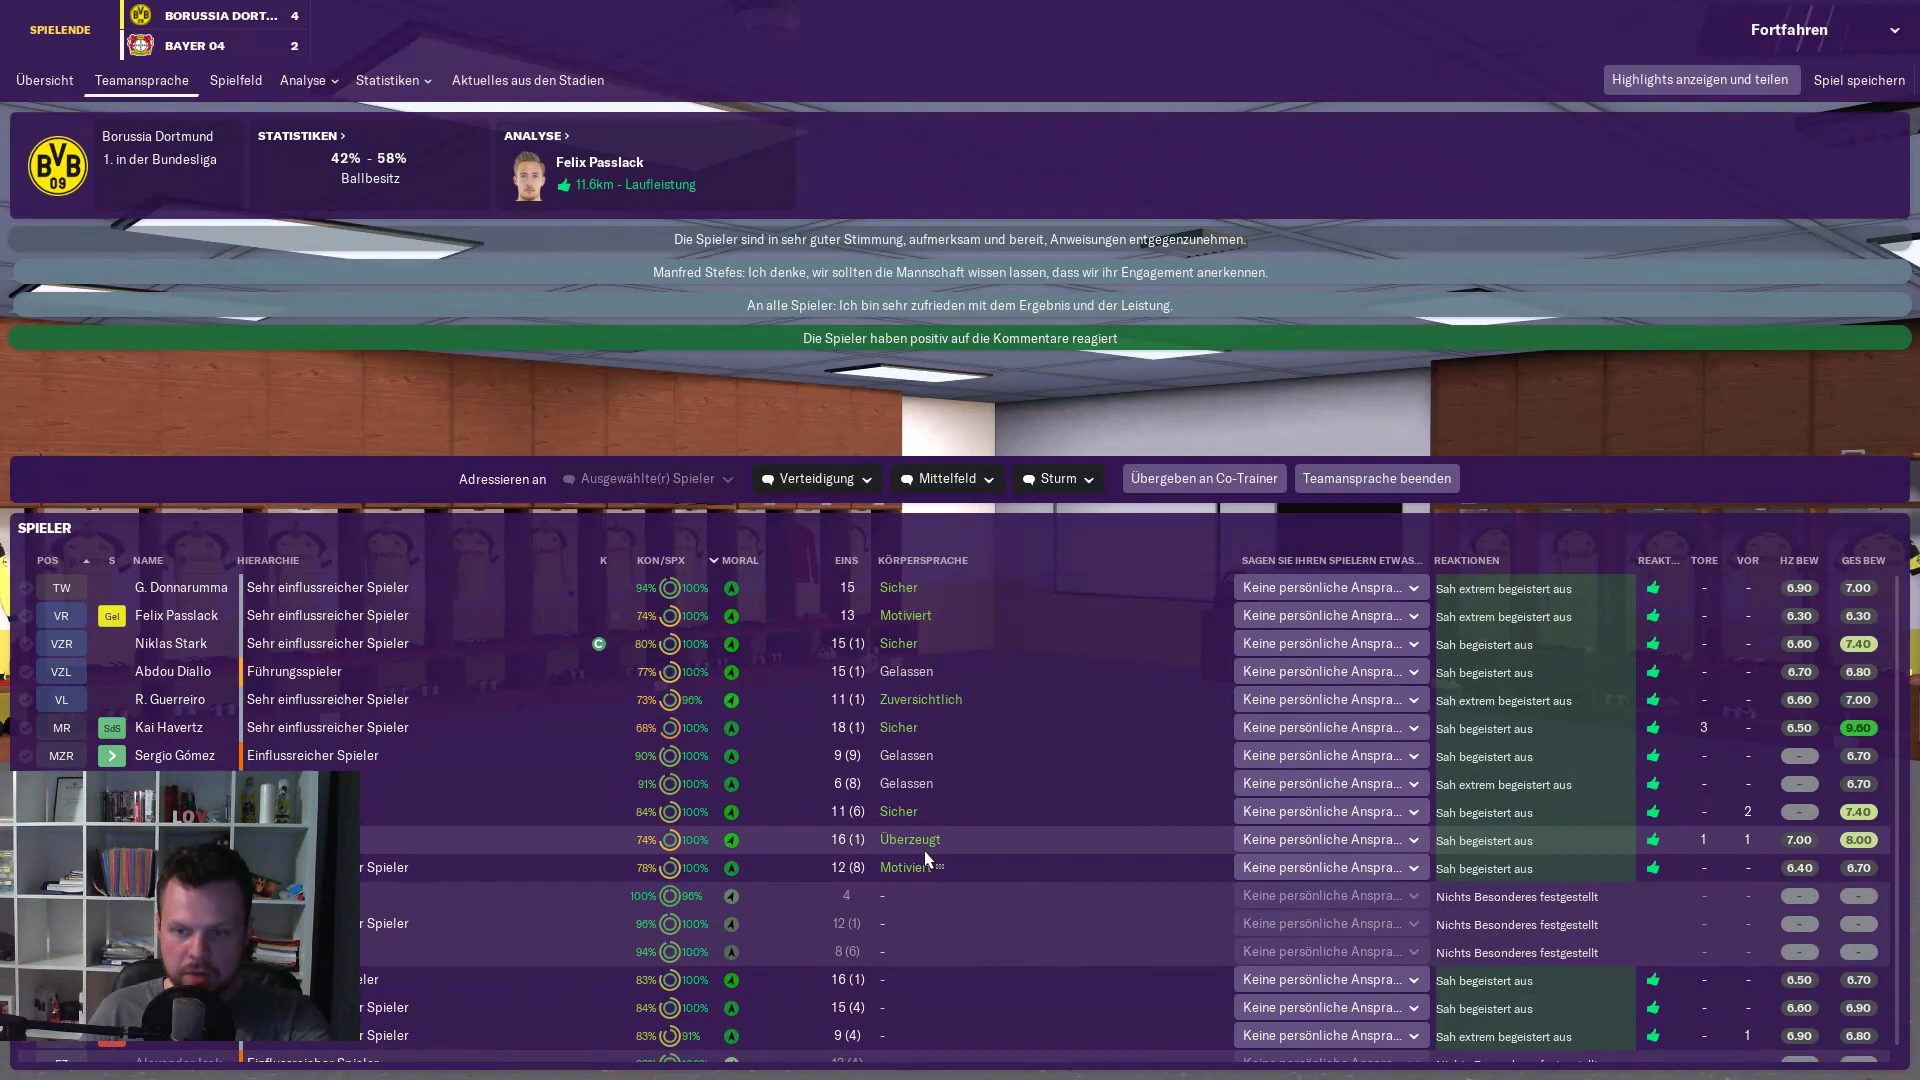 SPIELENDE
BORUSSIA DORT... 4
BAYER 04 2
Fortfahren
Übersicht Teamansprache Spielfeld Analyse Statistiken Aktuelles aus den Stadien Highlights anzeigen und teilen Spiel speichern
BVB 09
Borussia Dortmund
1. in der Bundesliga
STATISTIKEN >
42% - 58%
Ballbesitz
ANALYSE >
Felix Passlack
11.6km - Laufleistung
Die Spieler sind in sehr guter Stimmung, aufmerksam und bereit, Anweisungen entgegenzunehmen.
Manfred Stefes: Ich denke, wir sollten die Mannschaft wissen lassen, dass wir ihr Engagement anerkennen.
An alle Spieler: Ich bin sehr zufrieden mit dem Ergebnis und der Leistung.
Die Spieler haben positiv auf die Kommentare reagiert
Adressieren an Ausgewählte(r) Spieler Verteidigung Mittelfeld Sturm Übergeben an Co-Trainer Teamansprache beenden
SPIELER
POS S NAME HIERARCHIE K KON/SPX MORAL EINS KÖRPERSPRACHE SAGEN SIE IHREN SPIELERN ETWAS... REAKTIONEN REAKT... TORE VOR HZ BEW GES BEW
TW G. Donnarumma Sehr einflussreicher Spieler 94% 100% 15 Sicher Keine persönliche Anspra... Sah extrem begeistert aus - - 6.90 7.00
VR Gel Felix Passlack Sehr einflussreicher Spieler 74% 100% 13 Motiviert Keine persönliche Anspra... Sah extrem begeistert aus - - 6.30 6.30
VZR Niklas Stark Sehr einflussreicher Spieler C 80% 100% 15 (1) Sicher Keine persönliche Anspra... Sah begeistert aus - - 6.60 7.40
VZL Abdou Diallo Führungsspieler 77% 100% 15 (1) Gelassen Keine persönliche Anspra... Sah begeistert aus - - 6.70 6.80
VL R. Guerreiro Sehr einflussreicher Spieler 73% 96% 11 (1) Zuversichtlich Keine persönliche Anspra... Sah extrem begeistert aus - - 6.60 7.00
MR SdS Kai Havertz Sehr einflussreicher Spieler 68% 100% 18 (1) Sicher Keine persönliche Anspra... Sah begeistert aus 3 - 6.50 9.60
MZR Sergio Gómez Einflussreicher Spieler 90% 100% 9 (9) Gelassen Keine persönliche Anspra... Sah begeistert aus - - - 6.70
91% 100% 6 (8) Gelassen Keine persönliche Anspra... Sah extrem begeistert aus - - - 6.70
84% 100% 11 (6) Sicher Keine persönliche Anspra... Sah begeistert aus - 2 - 7.40
74% 100% 16 (1) Überzeugt Keine persönliche Anspra... Sah begeistert aus 1 1 7.00 8.00
r Spieler 78% 100% 12 (8) Motiviert Keine persönliche Anspra... Sah begeistert aus - - 6.40 6.70
100% 96% 4 - Keine persönliche Anspra... Nichts Besonderes festgestellt - - - -
r Spieler 96% 100% 12 (1) - Keine persönliche Anspra... Nichts Besonderes festgestellt - - - -
94% 100% 8 (6) - Keine persönliche Anspra... Nichts Besonderes festgestellt - - - -
eler 83% 100% 16 (1) - Keine persönliche Anspra... Sah begeistert aus - - 6.50 6.70
r Spieler 84% 100% 15 (4) - Keine persönliche Anspra... Sah begeistert aus - - 6.60 6.90
r Spieler 83% 91% 9 (4) - Keine persönliche Anspra... Sah extrem begeistert aus - 1 6.90 6.80